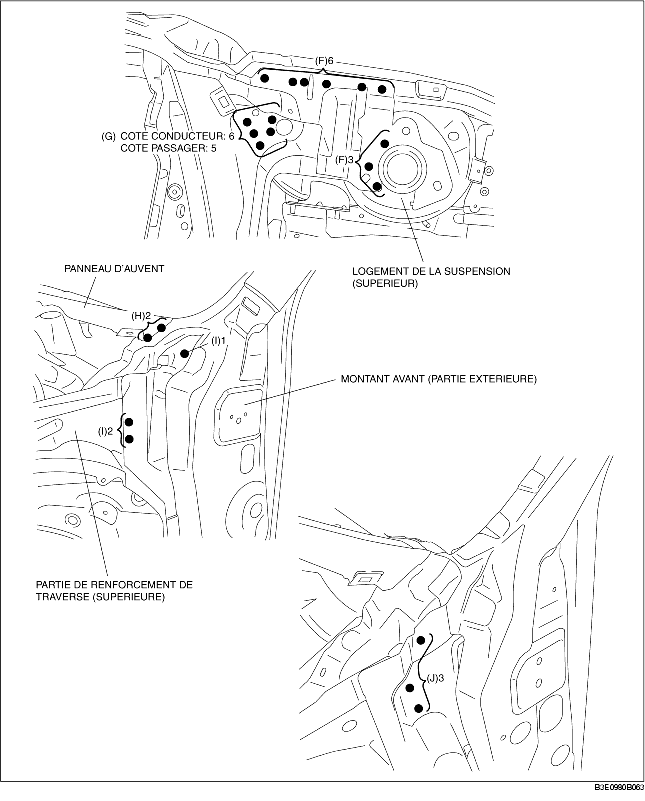 (F)6
(G) COTE CONDUCTEUR: 6
COTE PASSAGER: 5
(F)3
LOGEMENT DE LA SUSPENSION
(SUPERIEUR)
PANNEAU D'AUVENT
(H)2
(I)1
MONTANT AVANT (PARTIE EXTERIEURE)
(I)2
PARTIE DE RENFORCEMENT DE
TRAVERSE (SUPERIEURE)
(J)3
B3E0980B063